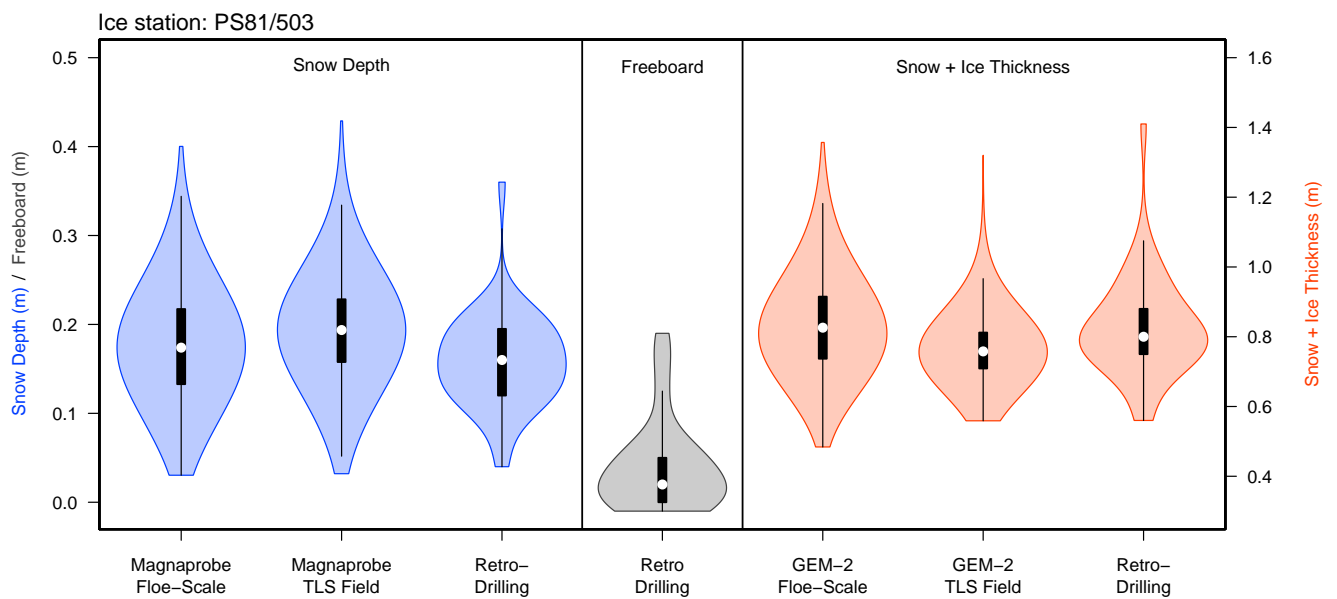 Ice station: PS81/503
Snow Depth
Freeboard
Snow + Ice Thickness
Snow Depth (m) / Freeboard (m)
0.5
0.4
0.3
0.2
0.1
0.0
1.6
1.4
1.2
1.0
0.8
0.6
0.4
Snow + Ice Thickness (m)
Magnaprobe
Floe−Scale
Magnaprobe
TLS Field
Retro−
Drilling
Retro
Drilling
GEM−2
Floe−Scale
GEM−2
TLS Field
Retro−
Drilling